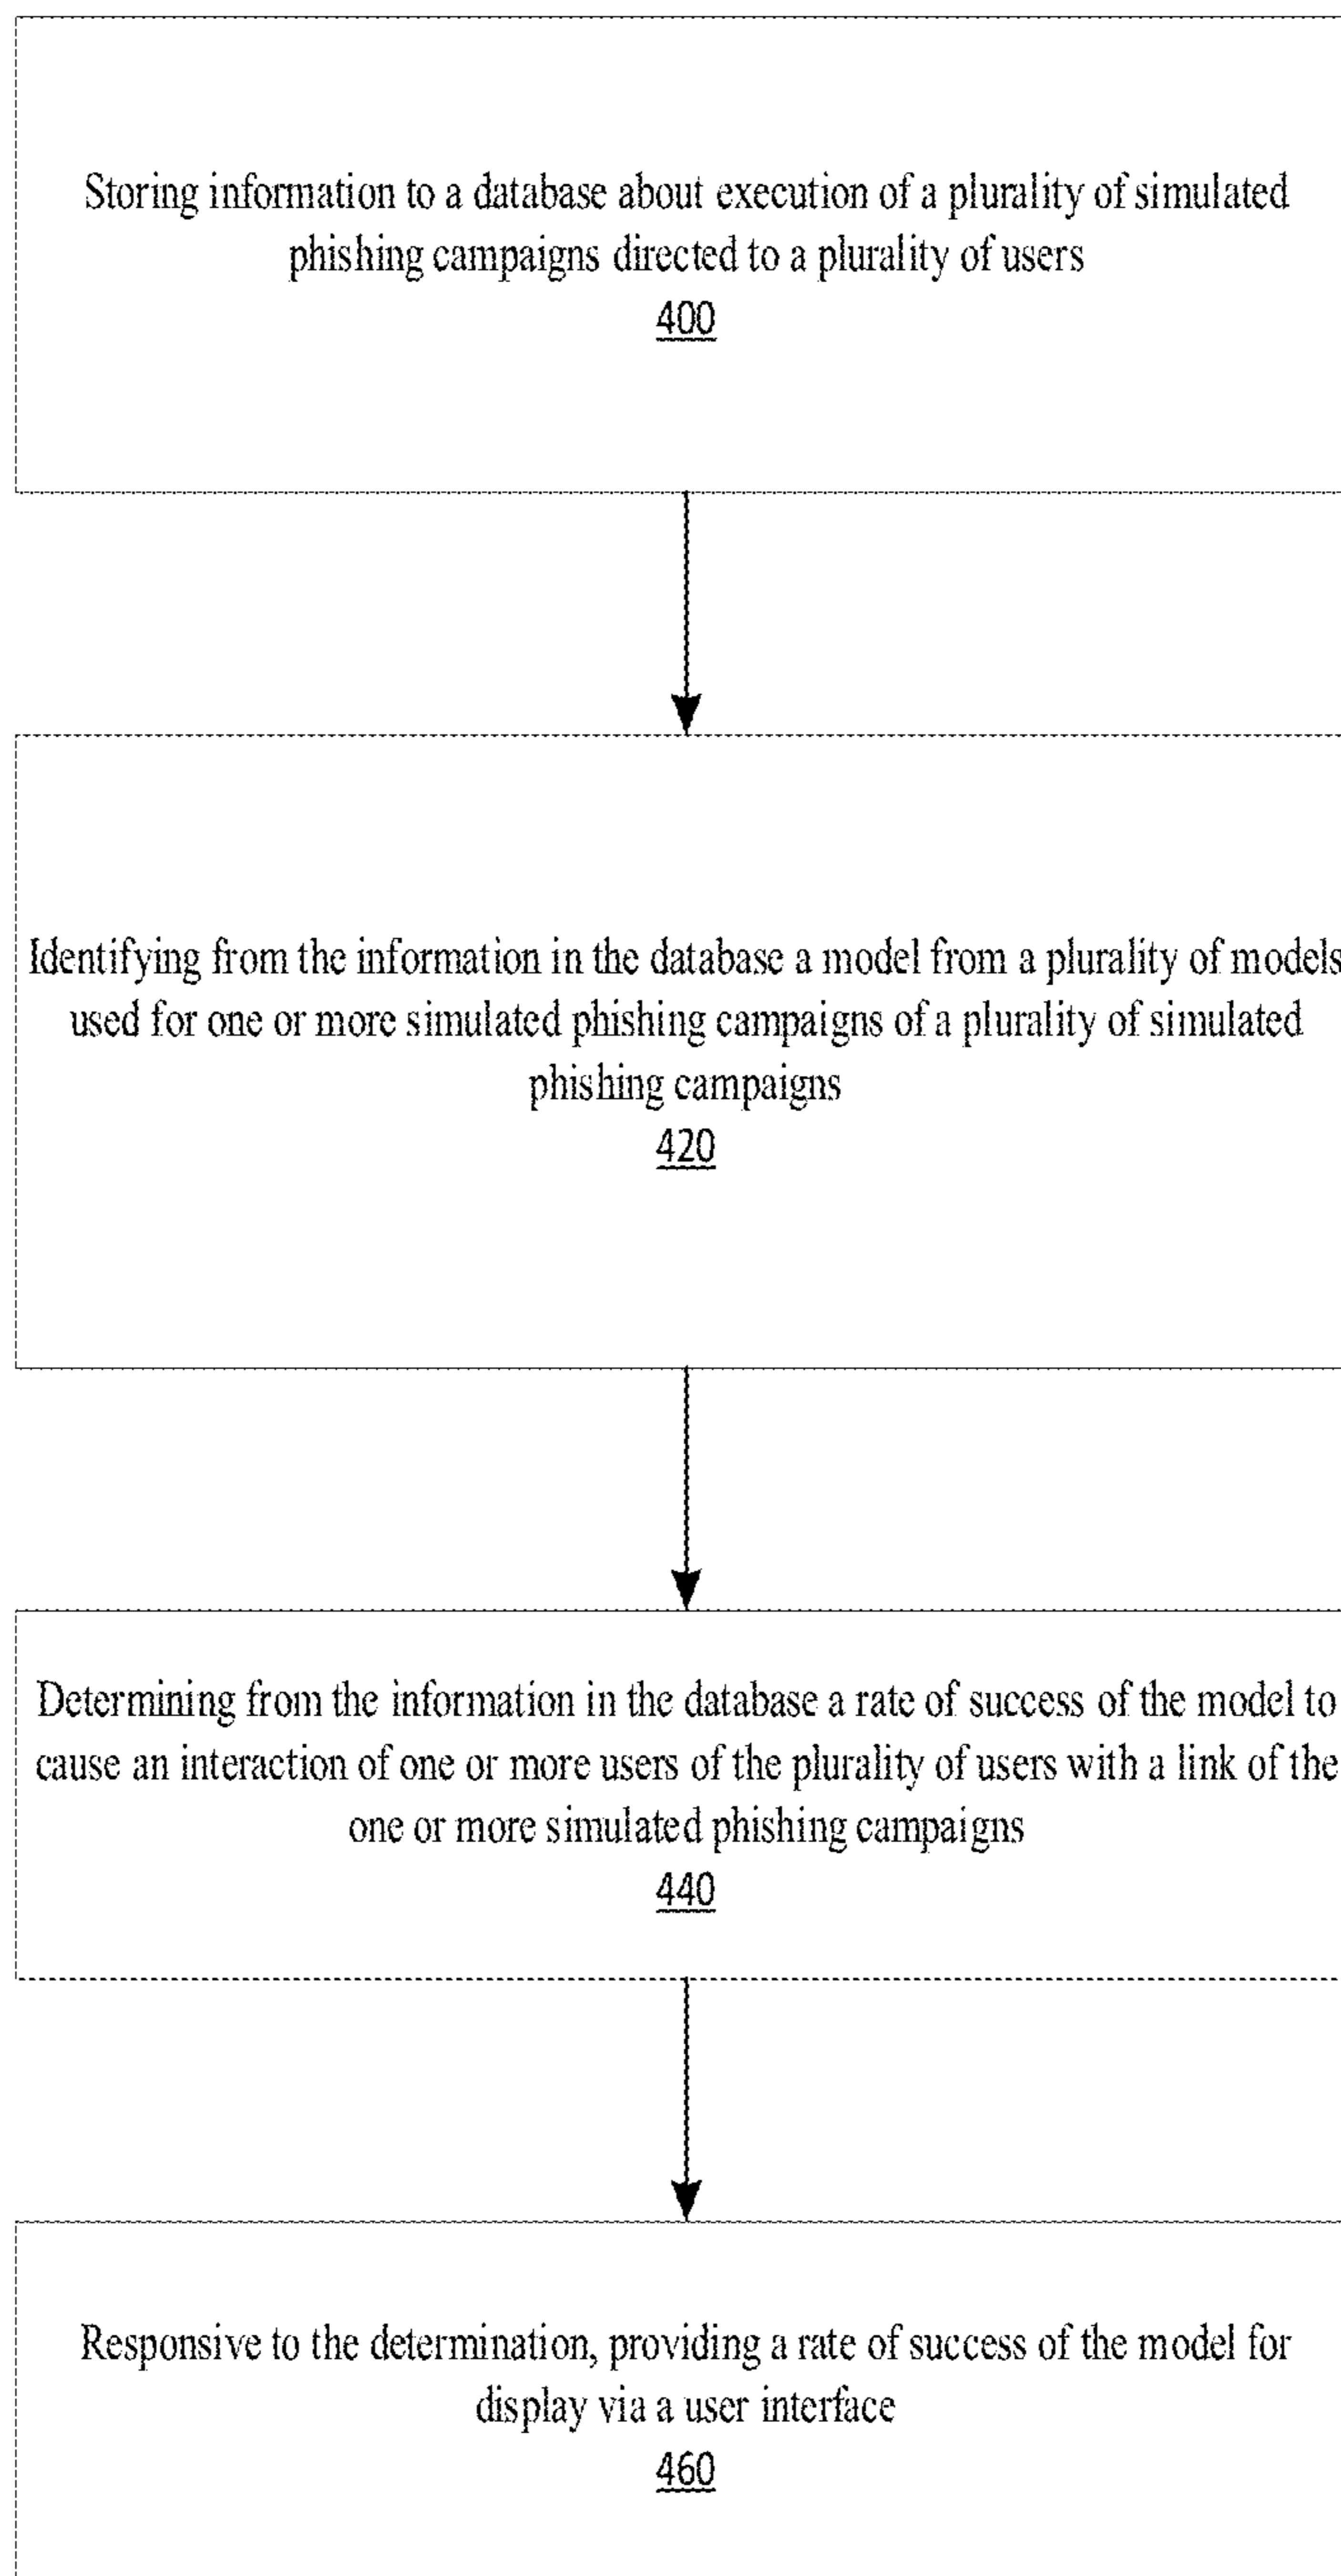 Storing information to a database about execution of a plurality of simulated
phishing campaigns directed to a plurality of users
400
Identifying from the information in the database a model from a plurality of models
used for one or more simulated phishing campaigns of a plurality of simulated
phishing campaigns
420
Determining from the information in the database a rate of success of the model to
cause an interaction of one or more users of the plurality of users with a link of the
one or more simulated phishing campaigns
440
Responsive to the determination, providing a rate of success of the model for
display via a user interface
460